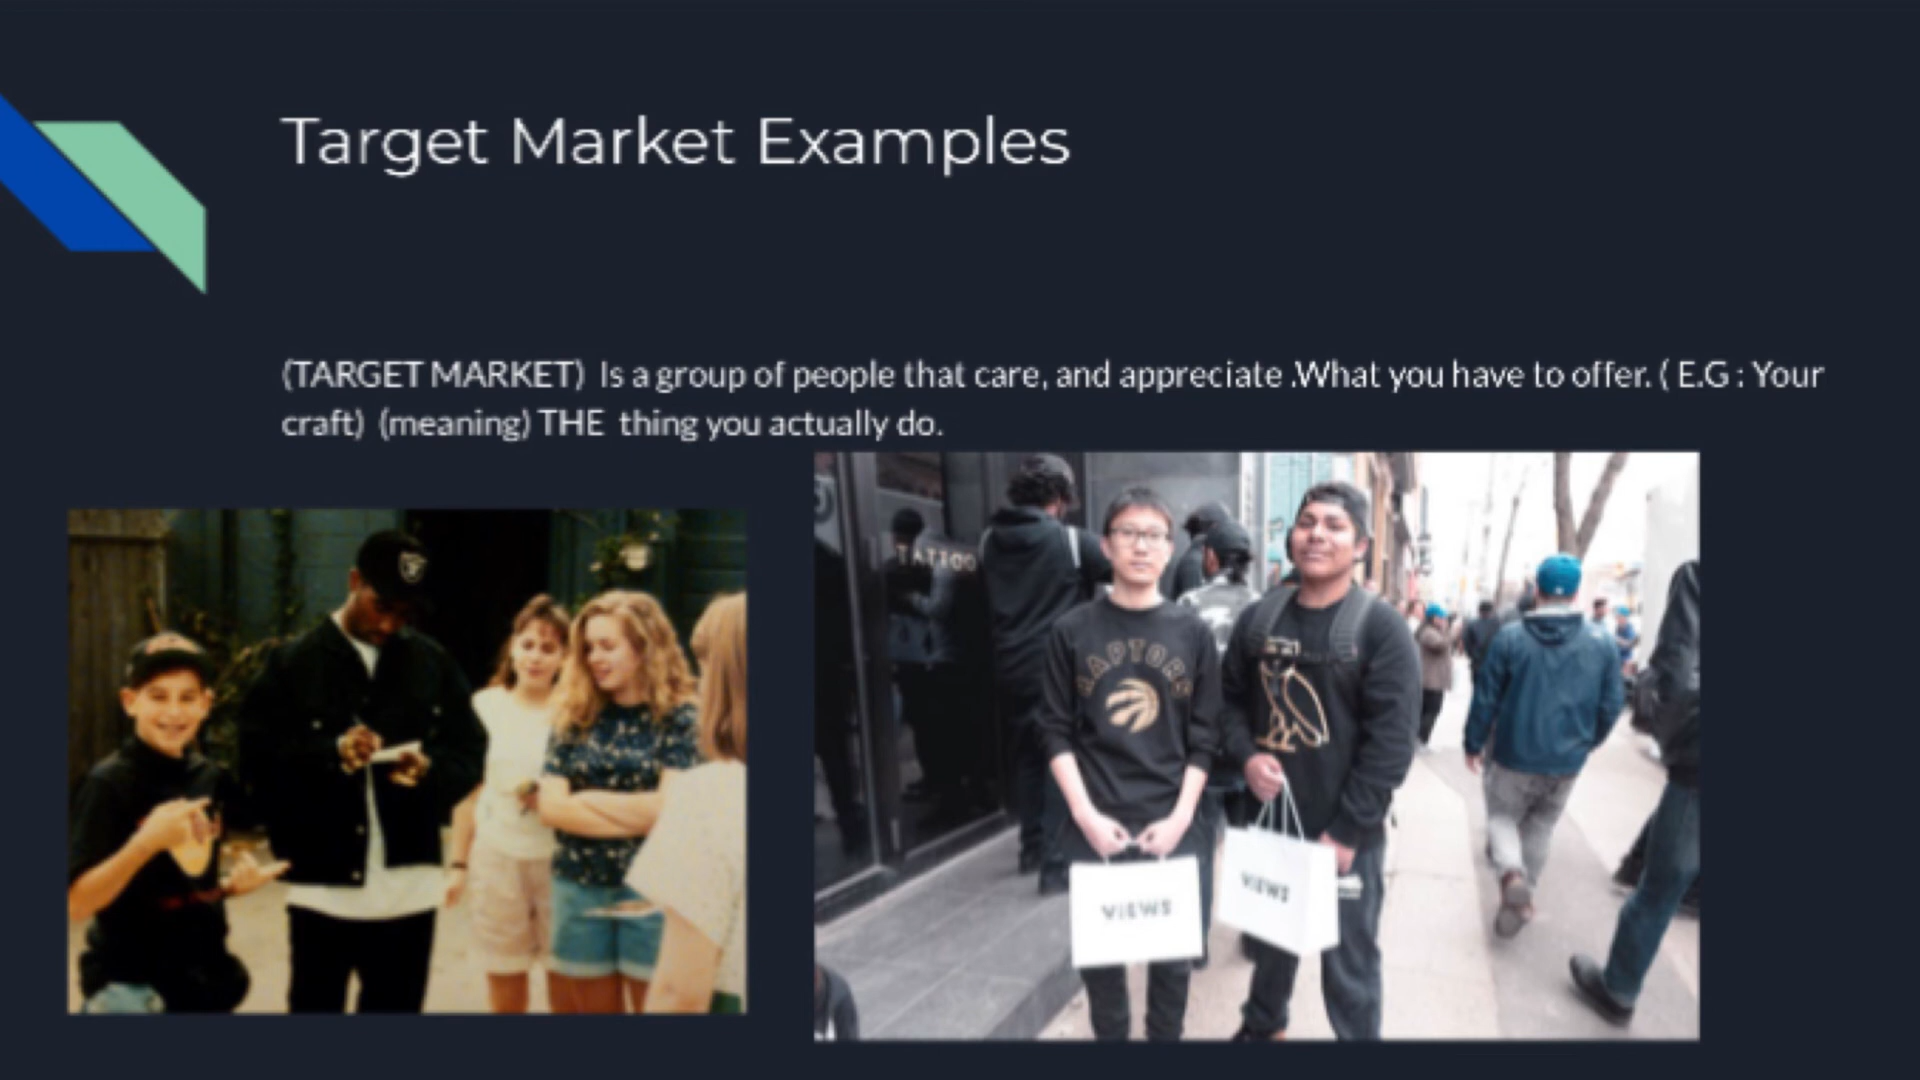 Target Market Examples
(TARGET MARKET) Is a group of people that care, and appreciate .What you have to offer. ( E.G : Your
craft) (meaning) THE thing you actually do.
TATTOO
RAPTORS
VIEWS
VIEWS